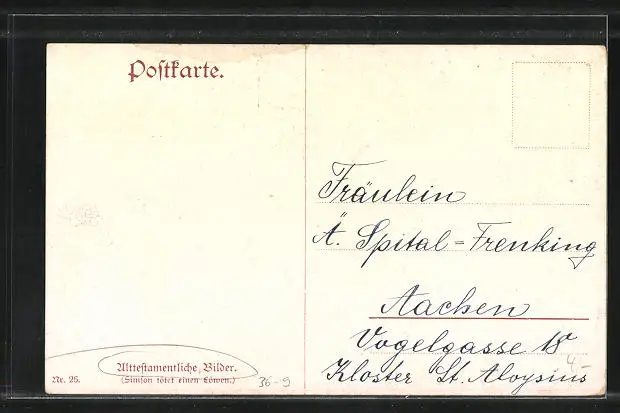 Postkarte.
Fräulein
Ä. Spital-Frenking
Aachen
Vogelgasse 18
Kloster St. Aloysius
4,-
Alttestamentliche Bilder.
Nr. 25. (Simson tötet einen Löwen.)
36-9